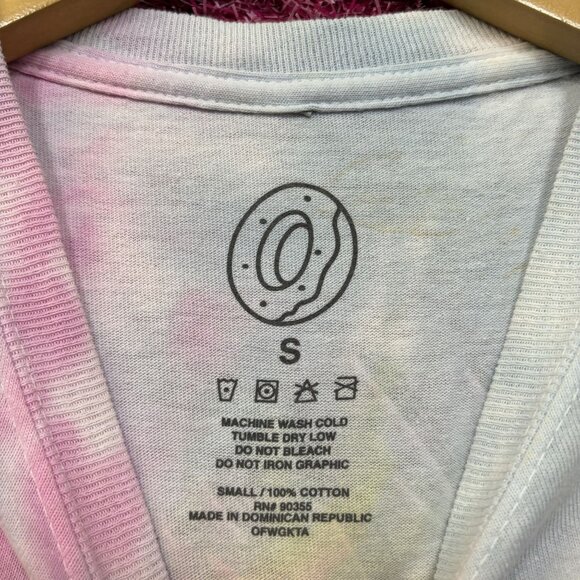 S
MACHINE WASH COLD
TUMBLE DRY LOW
DO NOT BLEACH
DO NOT IRON GRAPHIC
SMALL / 100% COTTON
RN# 90355
MADE IN DOMINICAN REPUBLIC
OFWGKTA